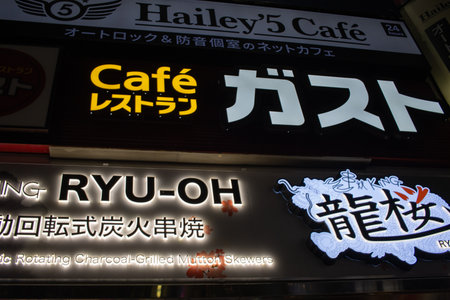 5 Hailey'5 Café
オートロック&防音個室のネットカフェ
24
Café
レストラン
ガスト
RYU-OH
動回転式炭火串焼
Rotating Charcoal-Grilled Mutton Skewers
龍桜
RY